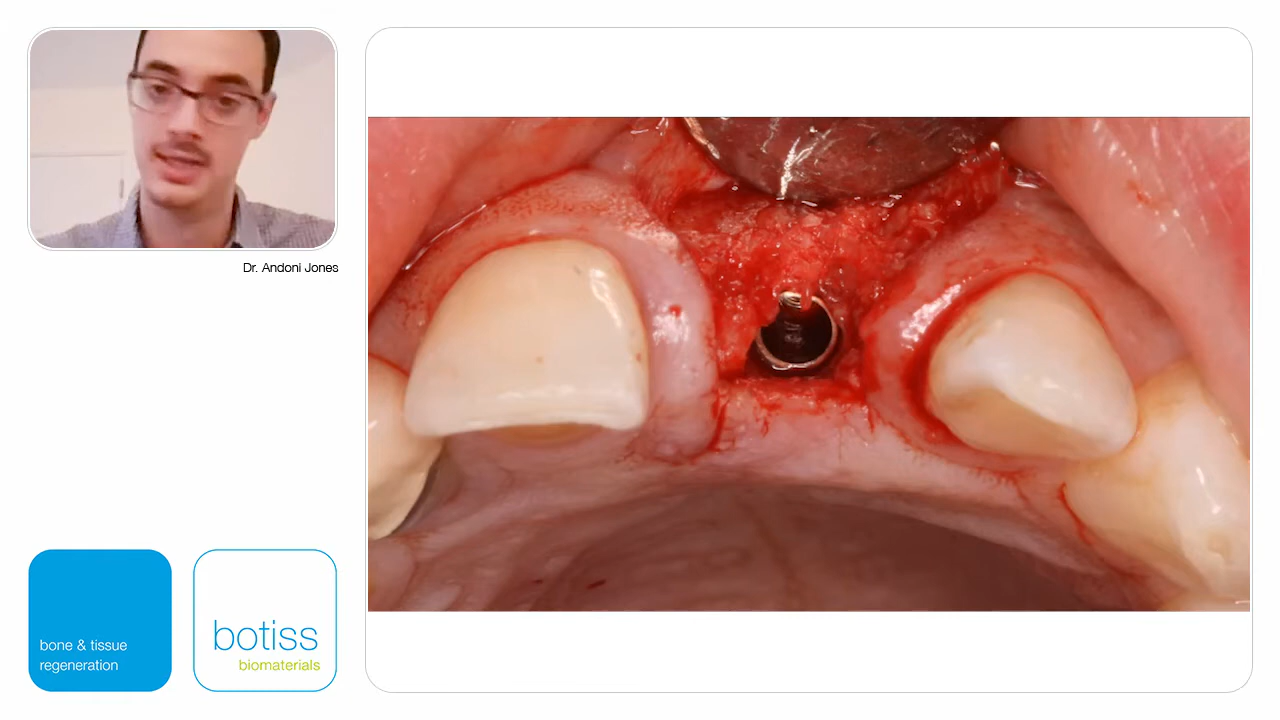 Dr. Andoni Jones
bone & tissue
regeneration
botiss
biomaterials